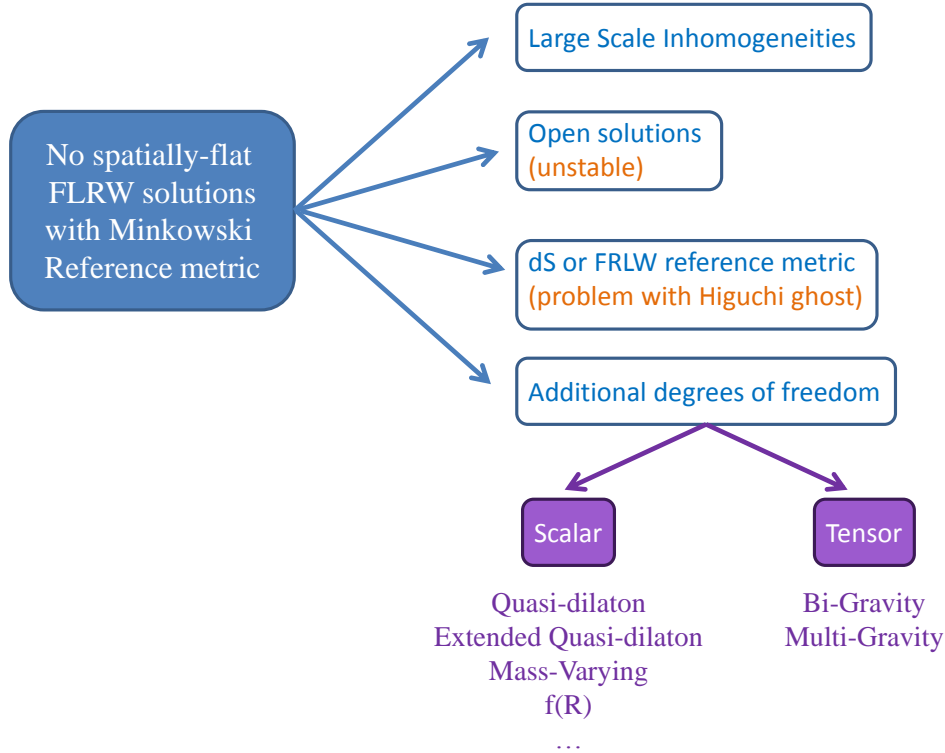 No spatially-flat
FLRW solutions
with Minkowski
Reference metric
Large Scale Inhomogeneities
Open solutions
(unstable)
dS or FRLW reference metric
(problem with Higuchi ghost)
Additional degrees of freedom
Scalar
Quasi-dilaton
Extended Quasi-dilaton
Mass-Varying
f(R)
...
Tensor
Bi-Gravity
Multi-Gravity